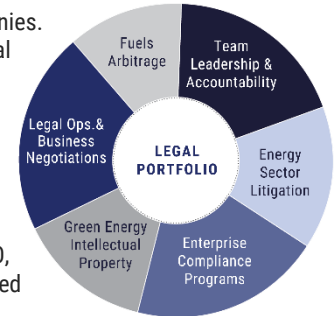 nies.
al
Fuels
Arbitrage
Team
Leadership &
Accountability
Legal Ops.&
Business
Negotiations
LEGAL
PORTFOLIO
Energy
Sector
Litigation
Green Energy
Intellectual
Property
Enterprise
Compliance
Programs
0,
ed